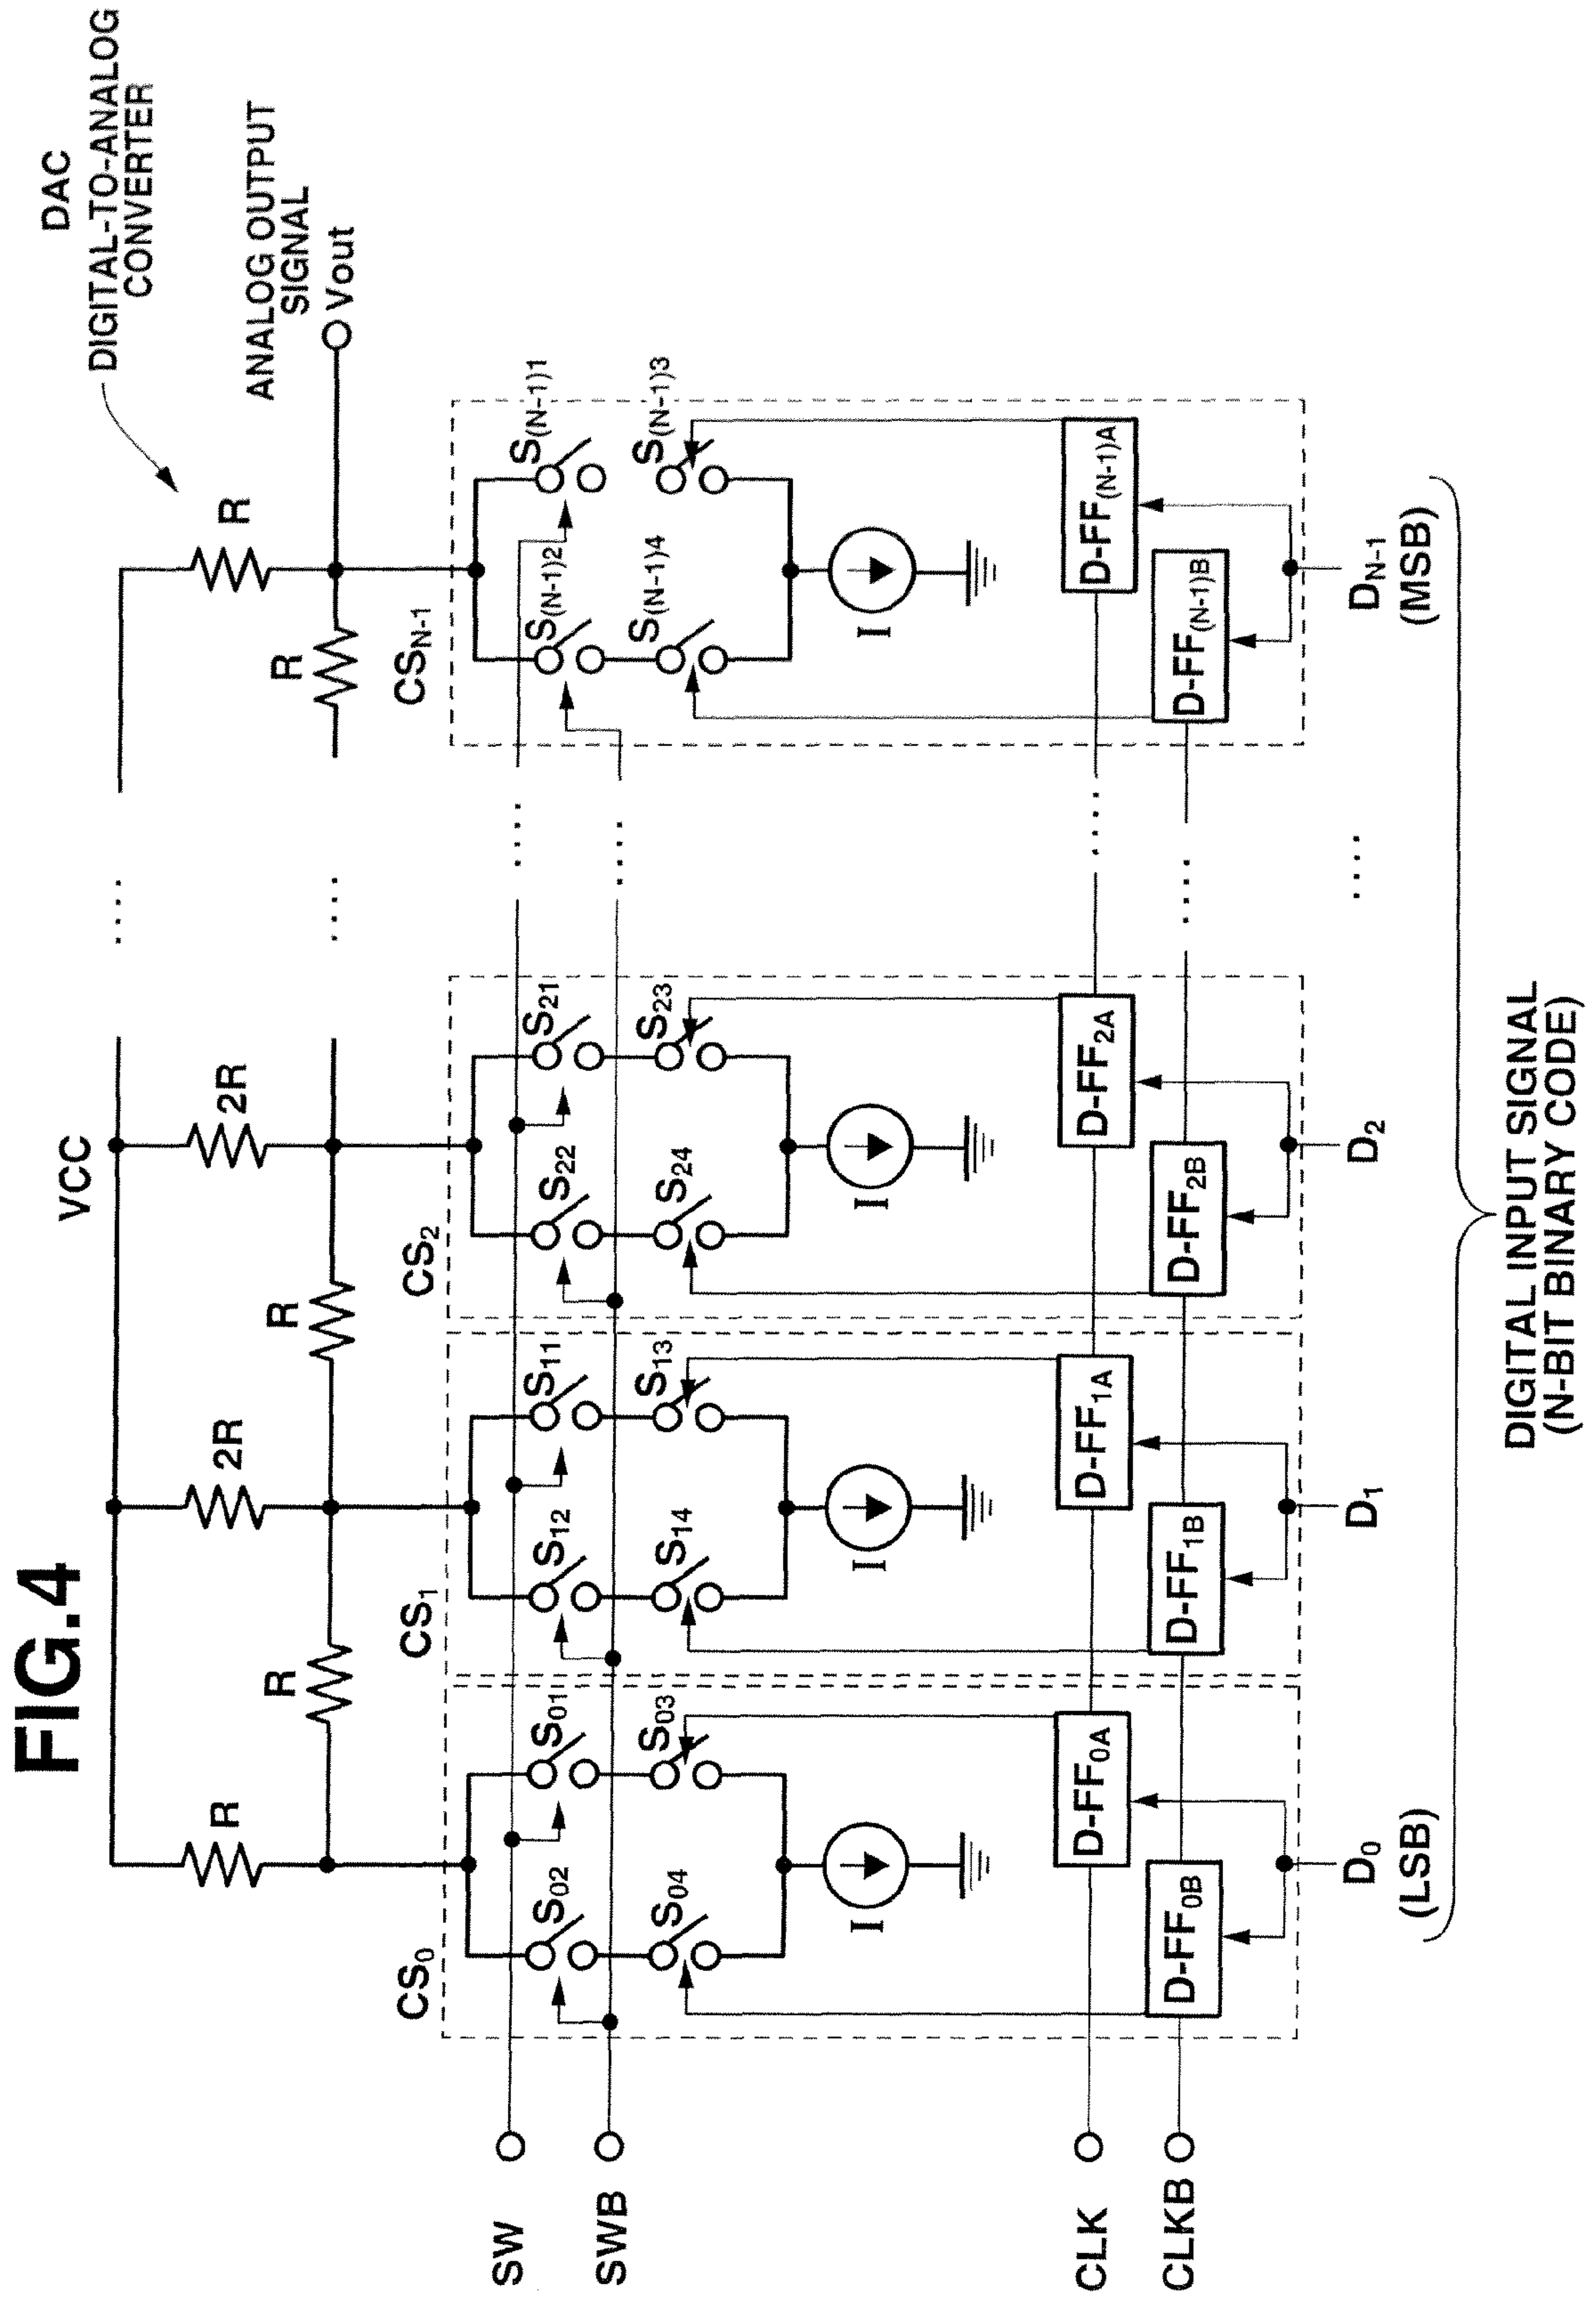 FIG.4
DAC
DIGITAL-TO-ANALOG
CONVERTER
VCC
R
2R
2R
R
ANALOG OUTPUT
SIGNAL
Vout
R
R
R
CS0
CS1
CS2
CSN-1
SW
S02
S01
S12
S11
S22
S21
S(N-1)2
S(N-1)1
SWB
S04
S03
S14
S13
S24
S23
S(N-1)4
S(N-1)3
I
I
I
I
CLK
D-FF0A
D-FF1A
D-FF2A
D-FF(N-1)A
CLKB
D-FF0B
D-FF1B
D-FF2B
D-FF(N-1)B
D0
(LSB)
D1
D2
DN-1
(MSB)
DIGITAL INPUT SIGNAL
(N-BIT BINARY CODE)